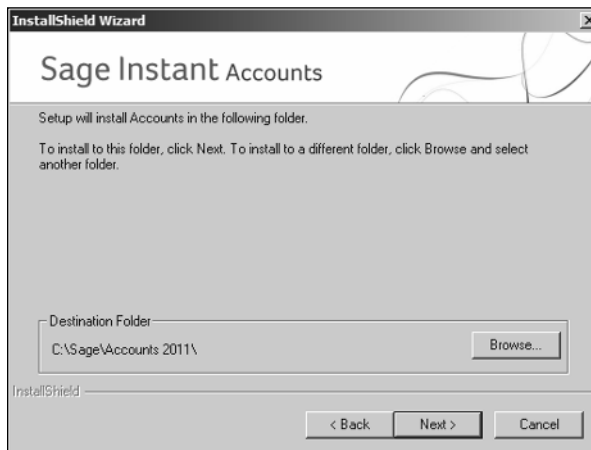 InstallShield Wizard
Sage Instant Accounts
Setup will install Accounts in the following folder.
To install to this folder, click Next. To install to a different folder, click Browse and select
another folder.
Destination Folder
C:\Sage\Accounts 2011\
Browse...
InstallShield
< Back
Next >
Cancel